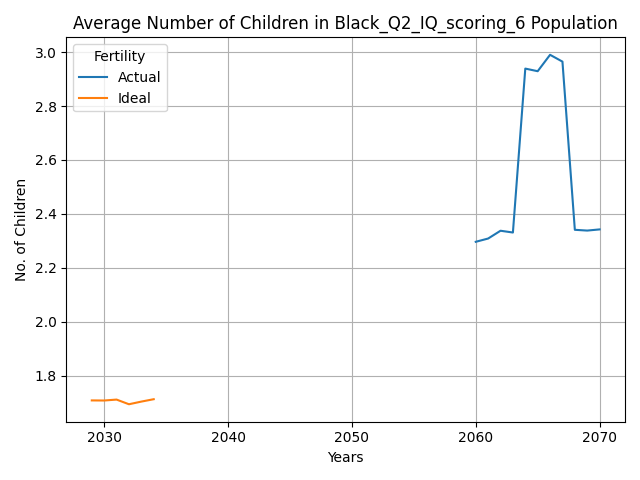 Average Number of Children in Black_Q2_IQ_scoring_6 Population
Fertility
Actual
Ideal
3.0
2.8
2.6
2.4
2.2
2.0
1.8
No. of Children
2030
2040
2050
2060
2070
Years